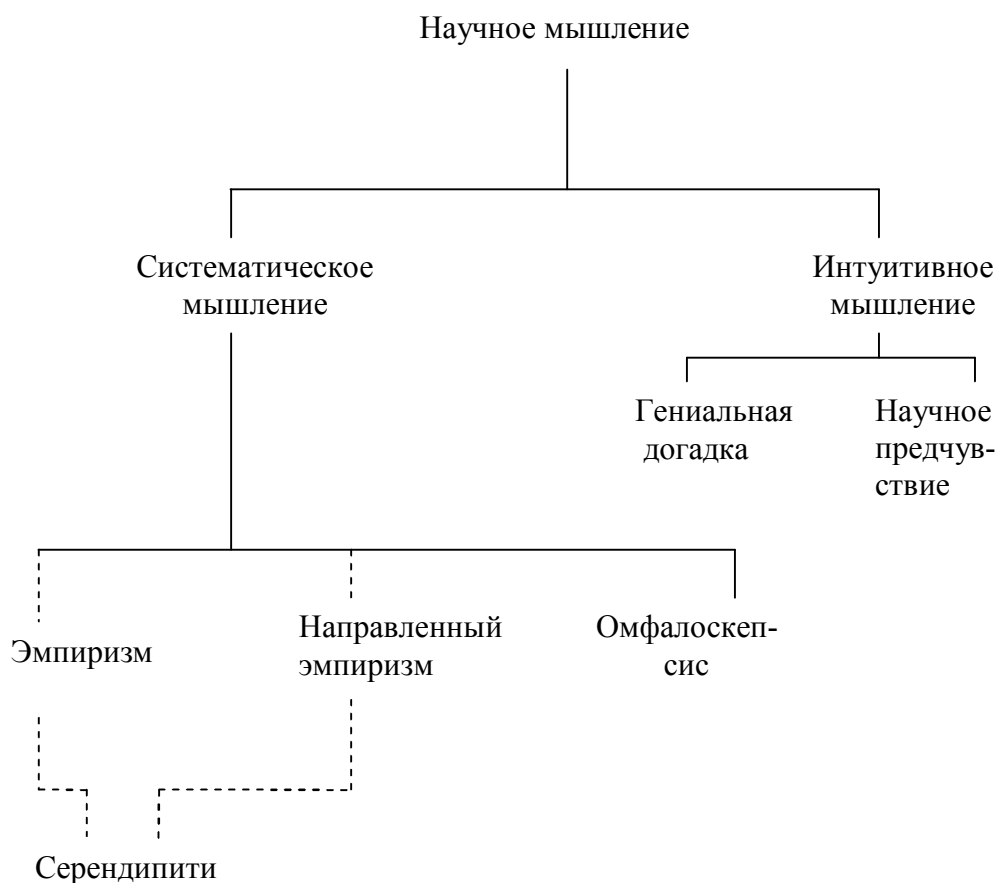 Научное мышление
Систематическое
мышление
Интуитивное
мышление
Гениальная
догадка
Научное
предчув-
ствие
Эмпиризм
Направленный
эмпиризм
Омфалоскеп-
сис
Серендипити